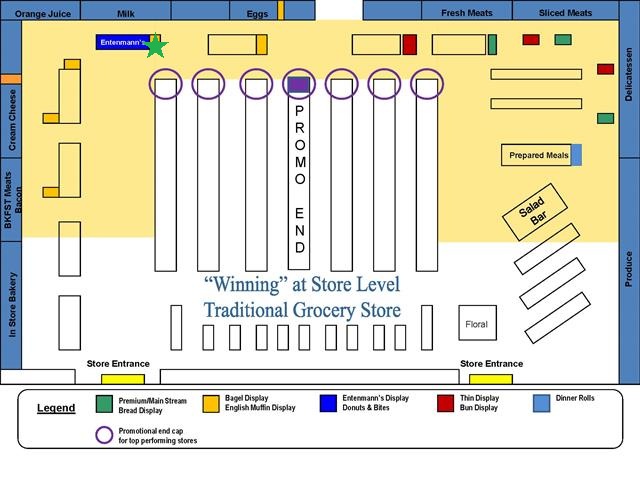 Orange Juice
Milk
Eggs
Fresh Meats
Sliced Meats
Entenmann's
Delicatessen
Cream Cheese
PROMO END
Prepared Meals
BKFST Meats
Bacon
Salad
Bar
In Store Bakery
Produce
“Winning” at Store Level
Traditional Grocery Store
Floral
Store Entrance
Store Entrance
Legend
Premium/Main Stream
Bread Display
Bagel Display
English Muffin Display
Entenmann's Display
Donuts & Bites
Thin Display
Bun Display
Dinner Rolls
Promotional end cap
for top performing stores